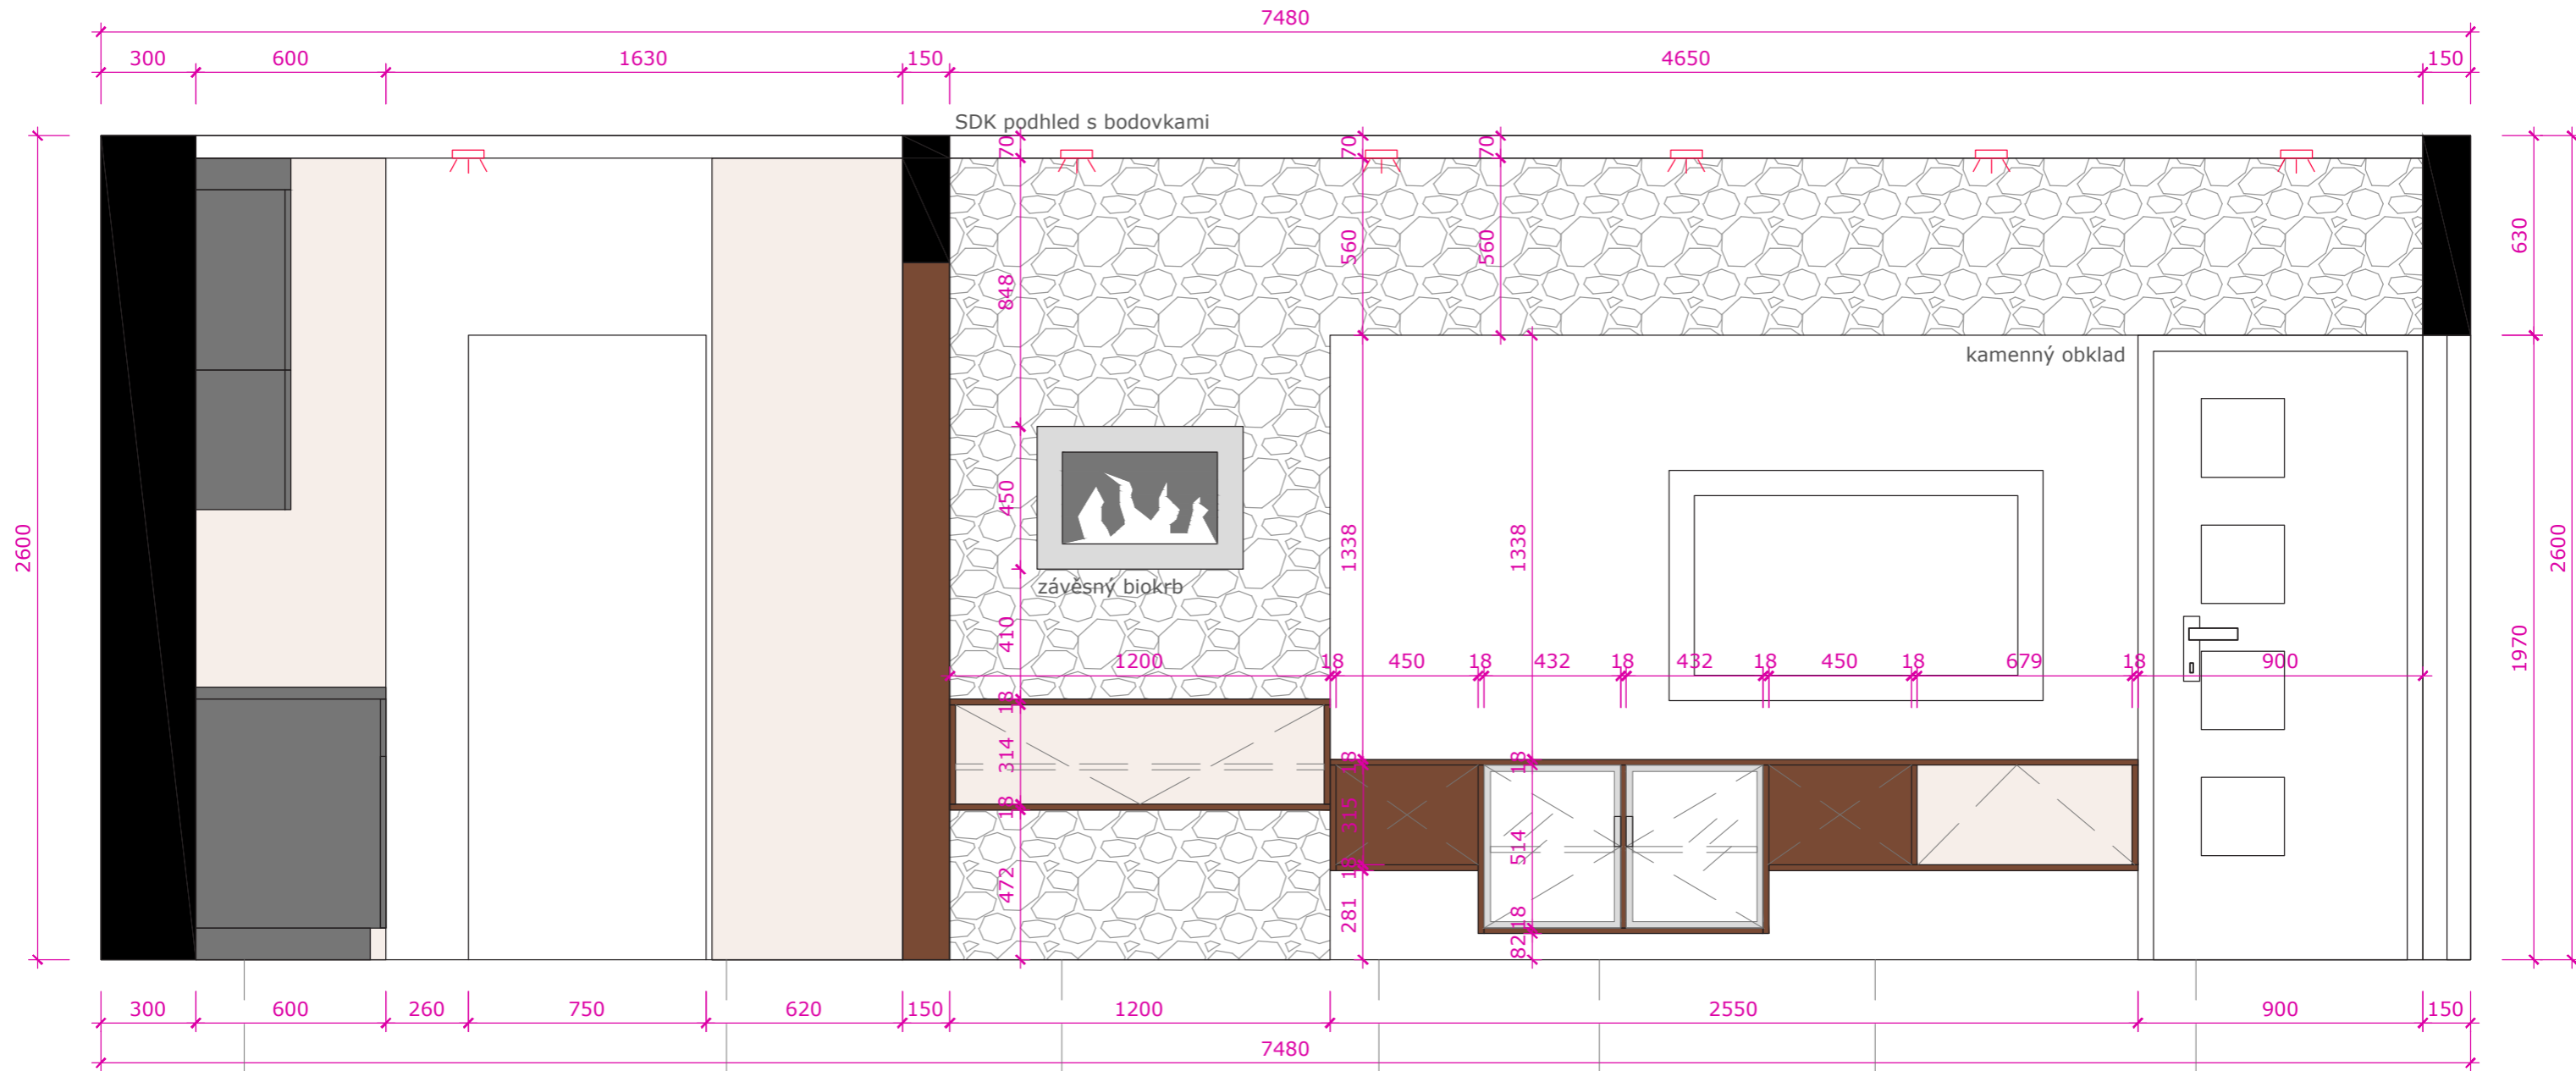 7480
300 600 1630 150 4650 150
SDK podhled s bodovkami
70 70 70
560 560 630
848
kamenný obklad
450 1338 1338 2600 2600
závěsný biokrb
410 1970
1200 18 450 18 432 18 432 18 450 18 679 18 900
18
314 18 18
18 315 514
472 18
281 18
82
300 600 260 750 620 150 1200 2550 900 150
7480